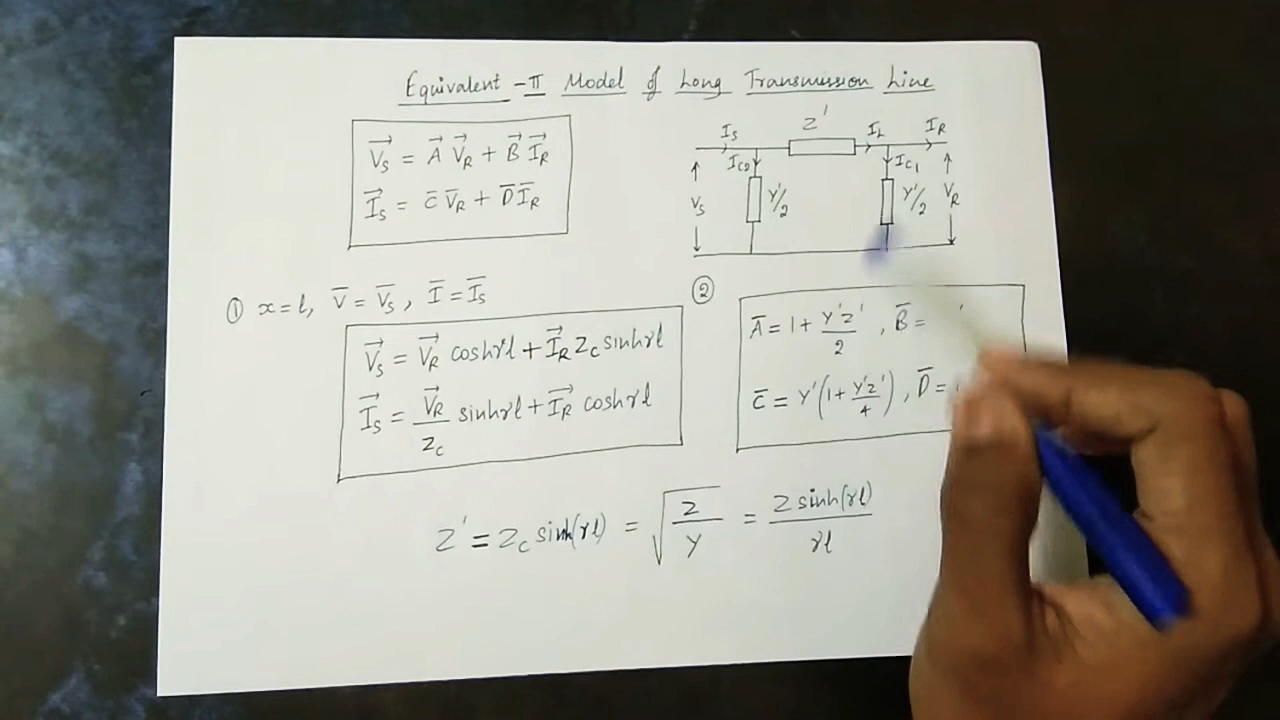 Equivalent - π Model of Long Transmission Line
V⃗s = A⃗ V⃗R + B⃗ I⃗R
I⃗s = C̄ V̄R + D̄ ĪR
Is Z' IL IR
IC2 IC1
Vs Y'/2 Y'/2 VR
① x = l, V̄ = V̄s, Ī = Īs
V⃗s = V⃗R coshγl + I⃗R Zc sinhγl
I⃗s = V⃗R/Zc sinhγl + I⃗R coshγl
②
Ā = 1 + Y'Z'/2 , B̄ = '
C̄ = Y'(1 + Y'Z'/4) , D̄ =
Z' = Zc sinh(γl) = √(Z/Y) = Z sinh(γl)/γl